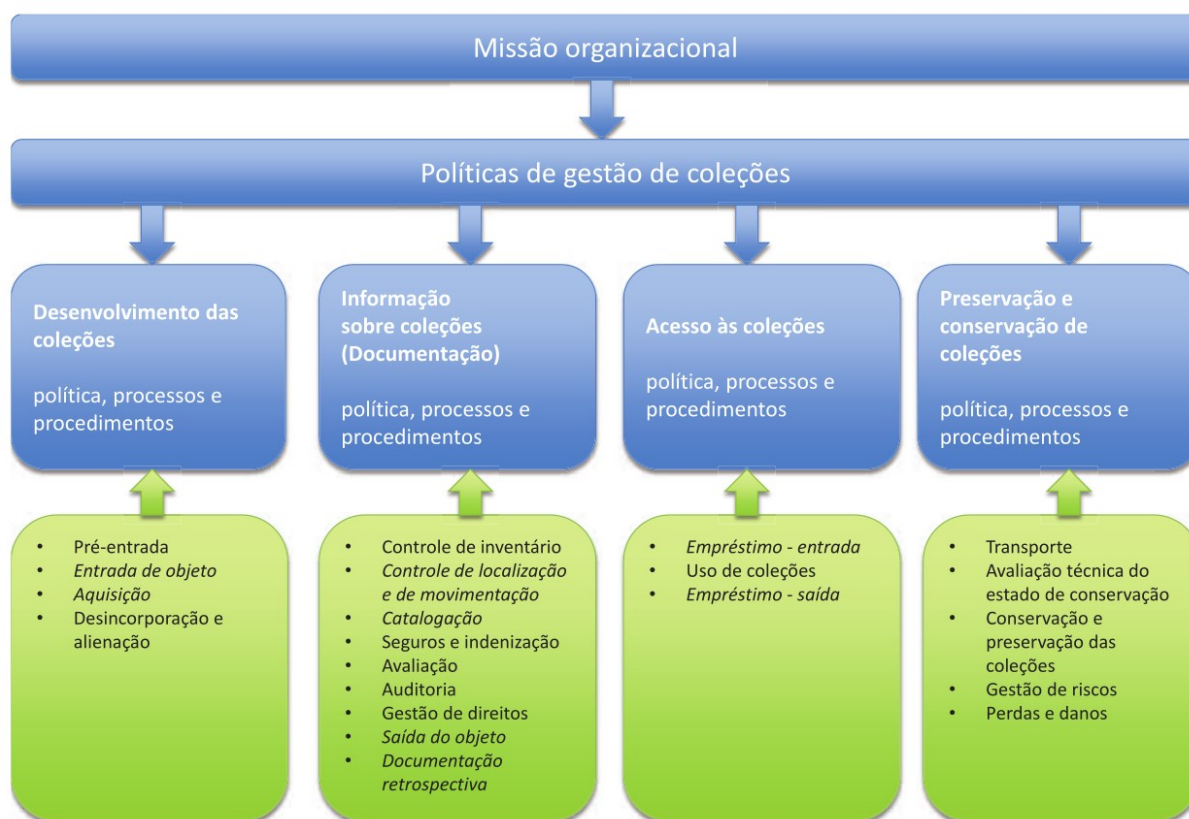 Missão organizacional
Políticas de gestão de coleções
Desenvolvimento das
coleções
política, processos e
procedimentos
Informação
sobre coleções
(Documentação)
política, processos e
procedimentos
Acesso às coleções
política, processos e
procedimentos
Preservação e
conservação de
coleções
política, processos e
procedimentos
• Pré-entrada
• Entrada de objeto
• Aquisição
• Desincorporação e
alienação
• Controle de inventário
• Controle de localização
e de movimentação
• Catalogação
• Seguros e indenização
• Avaliação
• Auditoria
• Gestão de direitos
• Saída do objeto
• Documentação
retrospectiva
• Empréstimo - entrada
• Uso de coleções
• Empréstimo - saída
• Transporte
• Avaliação técnica do
estado de conservação
• Conservação e
preservação das
coleções
• Gestão de riscos
• Perdas e danos